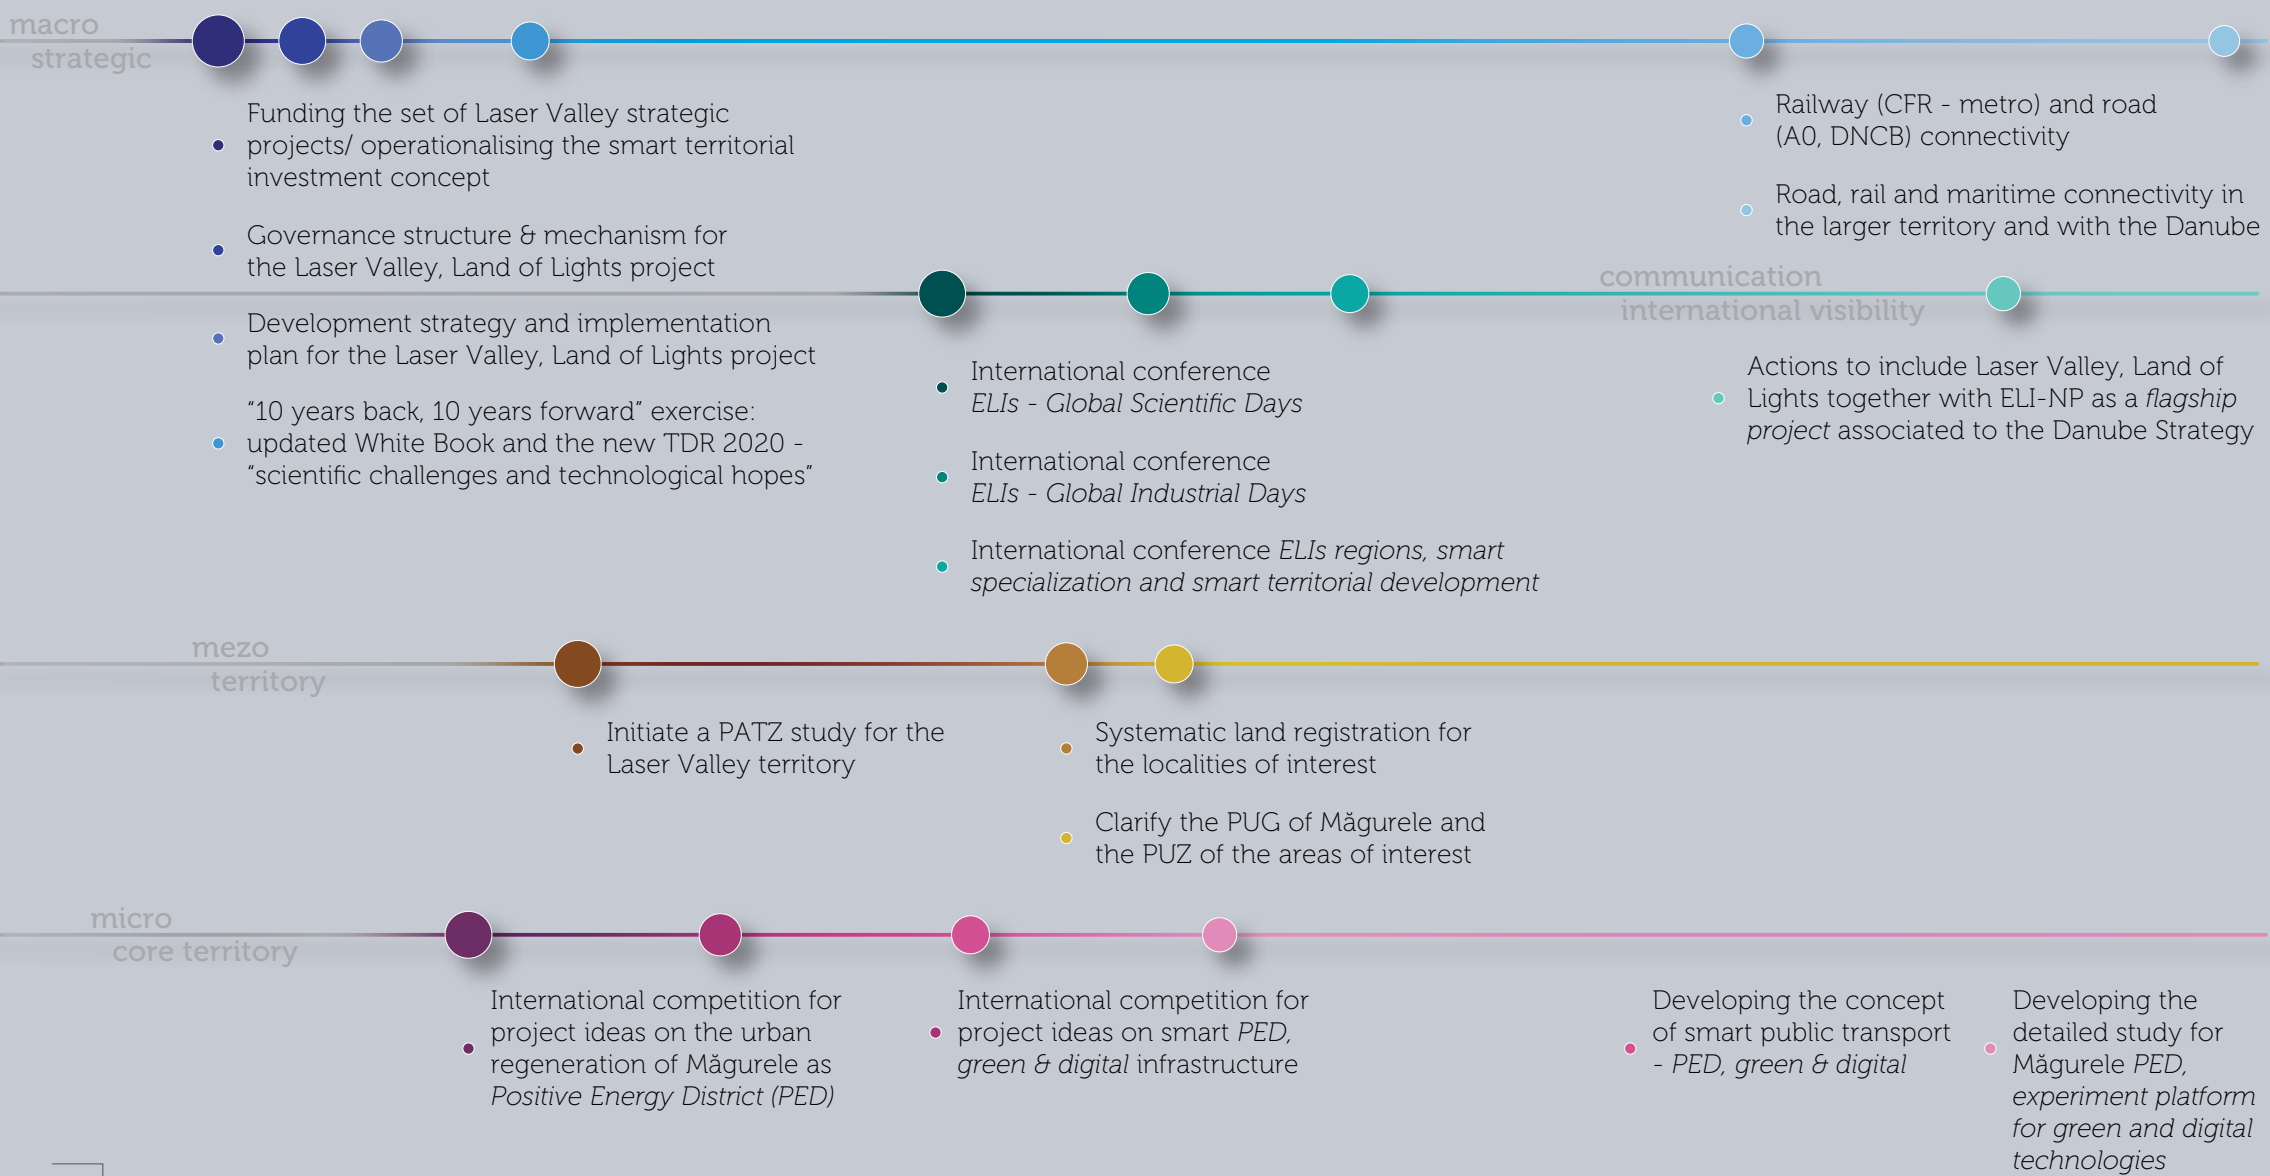 macro
strategic
Funding the set of Laser Valley strategic
projects/ operationalising the smart territorial
investment concept
Governance structure & mechanism for
the Laser Valley, Land of Lights project
Development strategy and implementation
plan for the Laser Valley, Land of Lights project
“10 years back, 10 years forward” exercise:
updated White Book and the new TDR 2020 -
“scientific challenges and technological hopes”
Railway (CFR - metro) and road
(A0, DNCB) connectivity
Road, rail and maritime connectivity in
the larger territory and with the Danube
communication
international visibility
International conference
ELIs - Global Scientific Days
International conference
ELIs - Global Industrial Days
International conference ELIs regions, smart
specialization and smart territorial development
Actions to include Laser Valley, Land of
Lights together with ELI-NP as a flagship
project associated to the Danube Strategy
mezo
territory
Initiate a PATZ study for the
Laser Valley territory
Systematic land registration for
the localities of interest
Clarify the PUG of Măgurele and
the PUZ of the areas of interest
micro
core territory
International competition for
project ideas on the urban
regeneration of Măgurele as
Positive Energy District (PED)
International competition for
project ideas on smart PED,
green & digital infrastructure
Developing the concept
of smart public transport
- PED, green & digital
Developing the
detailed study for
Măgurele PED,
experiment platform
for green and digital
technologies